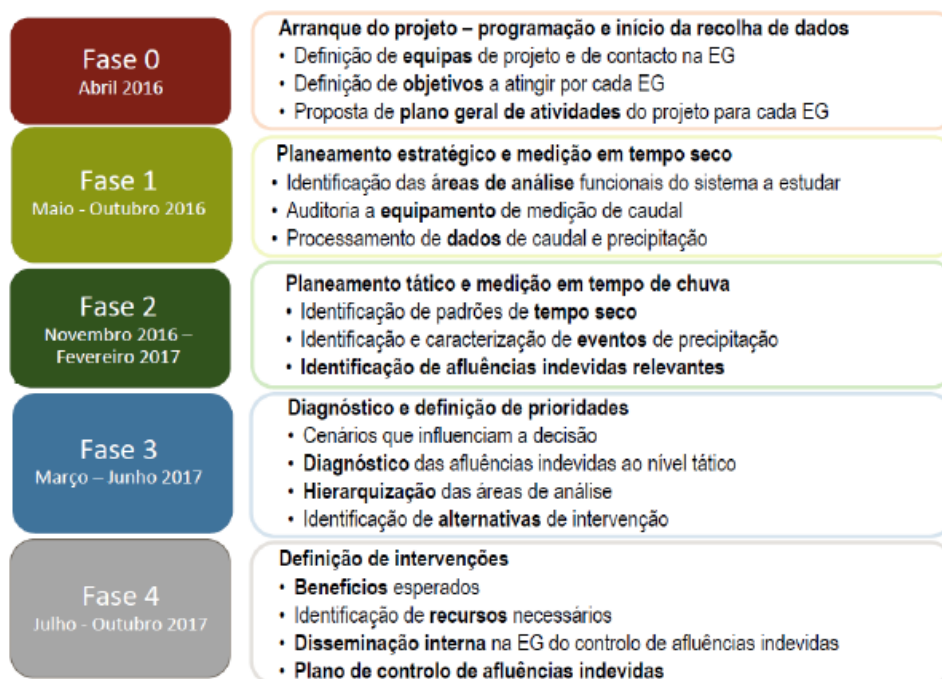 Fase 0
Abril 2016
Arranque do projeto – programação e início da recolha de dados
• Definição de equipas de projeto e de contacto na EG
• Definição de objetivos a atingir por cada EG
• Proposta de plano geral de atividades do projeto para cada EG
Fase 1
Maio - Outubro 2016
Planeamento estratégico e medição em tempo seco
• Identificação das áreas de análise funcionais do sistema a estudar
• Auditoria a equipamento de medição de caudal
• Processamento de dados de caudal e precipitação
Fase 2
Novembro 2016 –
Fevereiro 2017
Planeamento tático e medição em tempo de chuva
• Identificação de padrões de tempo seco
• Identificação e caracterização de eventos de precipitação
• Identificação de afluências indevidas relevantes
Fase 3
Março – Junho 2017
Diagnóstico e definição de prioridades
• Cenários que influenciam a decisão
• Diagnóstico das afluências indevidas ao nível tático
• Hierarquização das áreas de análise
• Identificação de alternativas de intervenção
Fase 4
Julho - Outubro 2017
Definição de intervenções
• Benefícios esperados
• Identificação de recursos necessários
• Disseminação interna na EG do controlo de afluências indevidas
• Plano de controlo de afluências indevidas